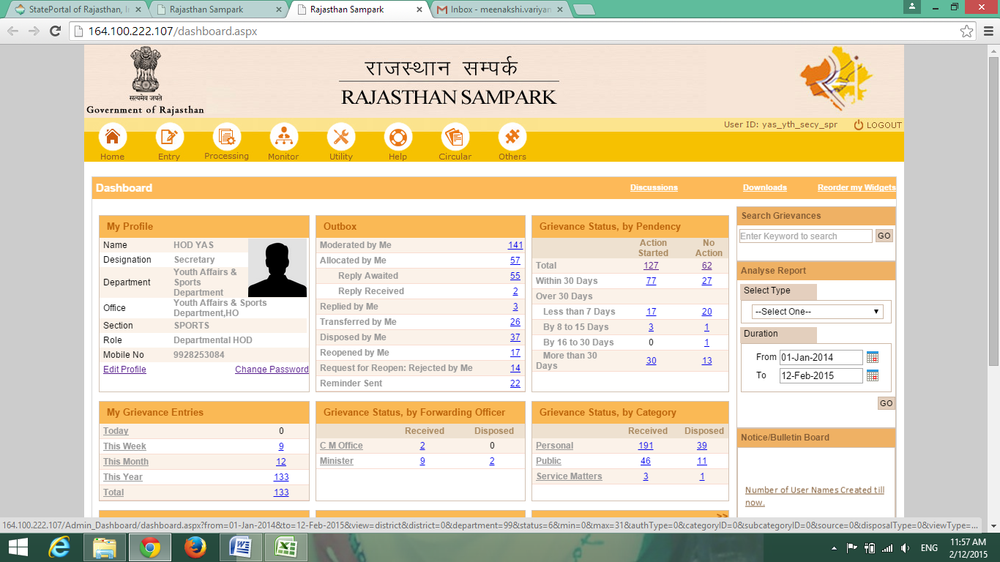 StatePortal of Rajasthan, I
Rajasthan Sampark
Rajasthan Sampark
Inbox - meenakshi.variyan
164.100.222.107/dashboard.aspx
सत्यमेव जयते
Government of Rajasthan
राजस्थान सम्पर्क
RAJASTHAN SAMPARK
User ID: yas_yth_secy_spr LOGOUT
Home Entry Processing Monitor Utility Help Circular Others
Dashboard Discussions Downloads Reorder my Widgets
My Profile
Name HOD YAS
Designation Secretary
Department Youth Affairs &
Sports
Department
Office Youth Affairs & Sports
Department,HO
Section SPORTS
Role Departmental HOD
Mobile No 9928253084
Edit Profile Change Password
Outbox
Moderated by Me 141
Allocated by Me 57
Reply Awaited 55
Reply Received 2
Replied by Me 3
Transferred by Me 26
Disposed by Me 37
Reopened by Me 17
Request for Reopen: Rejected by Me 14
Reminder Sent 22
Grievance Status, by Pendency
Action Started No Action
Total 127 62
Within 30 Days 77 27
Over 30 Days
Less than 7 Days 17 20
By 8 to 15 Days 3 1
By 16 to 30 Days 0 1
More than 30
Days 30 13
Search Grievances
Enter Keyword to search GO
Analyse Report
Select Type
--Select One--
Duration
From 01-Jan-2014
To 12-Feb-2015
GO
My Grievance Entries
Today 0
This Week 9
This Month 12
This Year 133
Total 133
Grievance Status, by Forwarding Officer
Received Disposed
C M Office 2 0
Minister 9 2
Grievance Status, by Category
Received Disposed
Personal 191 39
Public 46 11
Service Matters 3 1
Notice/Bulletin Board
Number of User Names Created till
now.
>>
164.100.222.107/Admin_Dashboard/dashboard.aspx?from=01-Jan-2014&to=12-Feb-2015&view=district&district=0&department=99&status=6&min=0&max=31&authType=0&categoryID=0&subcategoryID=0&source=0&disposalType=0&viewType=...
ENG
11:57 AM
2/12/2015